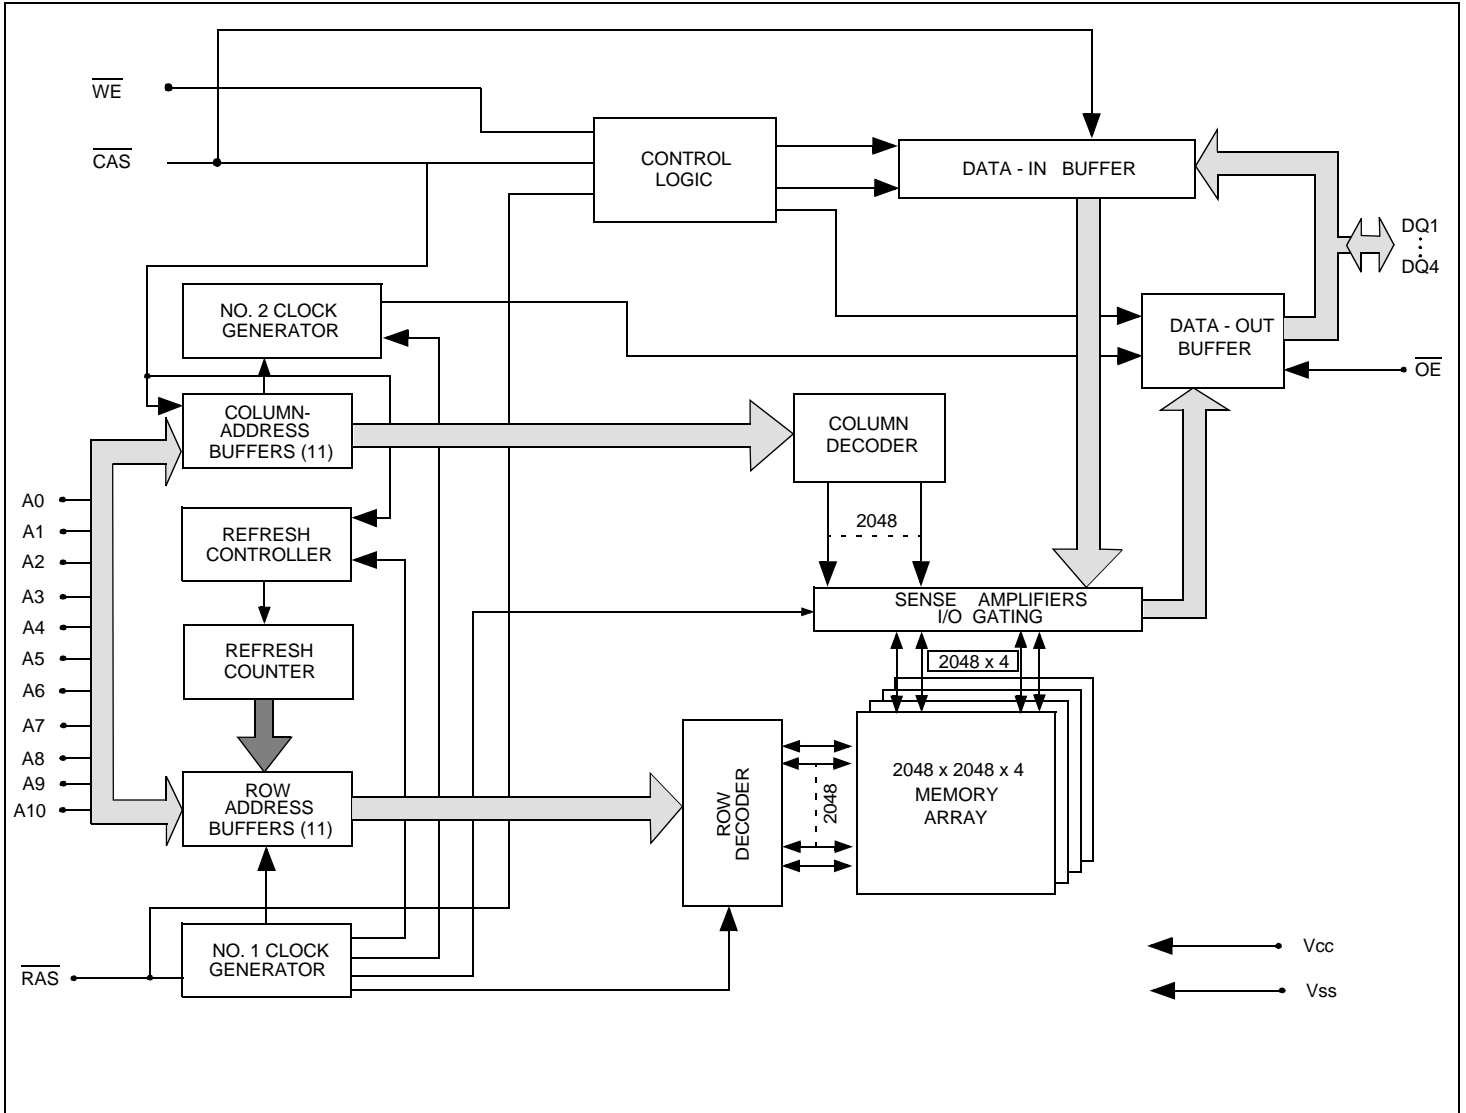 WE
CAS
CONTROL
LOGIC
DATA - IN BUFFER
DQ1
DQ4
NO. 2 CLOCK
GENERATOR
DATA - OUT
BUFFER
OE
COLUMN-
ADDRESS
BUFFERS (11)
COLUMN
DECODER
A0
A1
A2
A3
A4
A5
A6
A7
A8
A9
A10
REFRESH
CONTROLLER
2048
SENSE AMPLIFIERS
I/O GATING
REFRESH
COUNTER
2048 x 4
ROW
ADDRESS
BUFFERS (11)
ROW
DECODER
2048
2048 x 2048 x 4
MEMORY
ARRAY
NO. 1 CLOCK
GENERATOR
RAS
Vcc
Vss